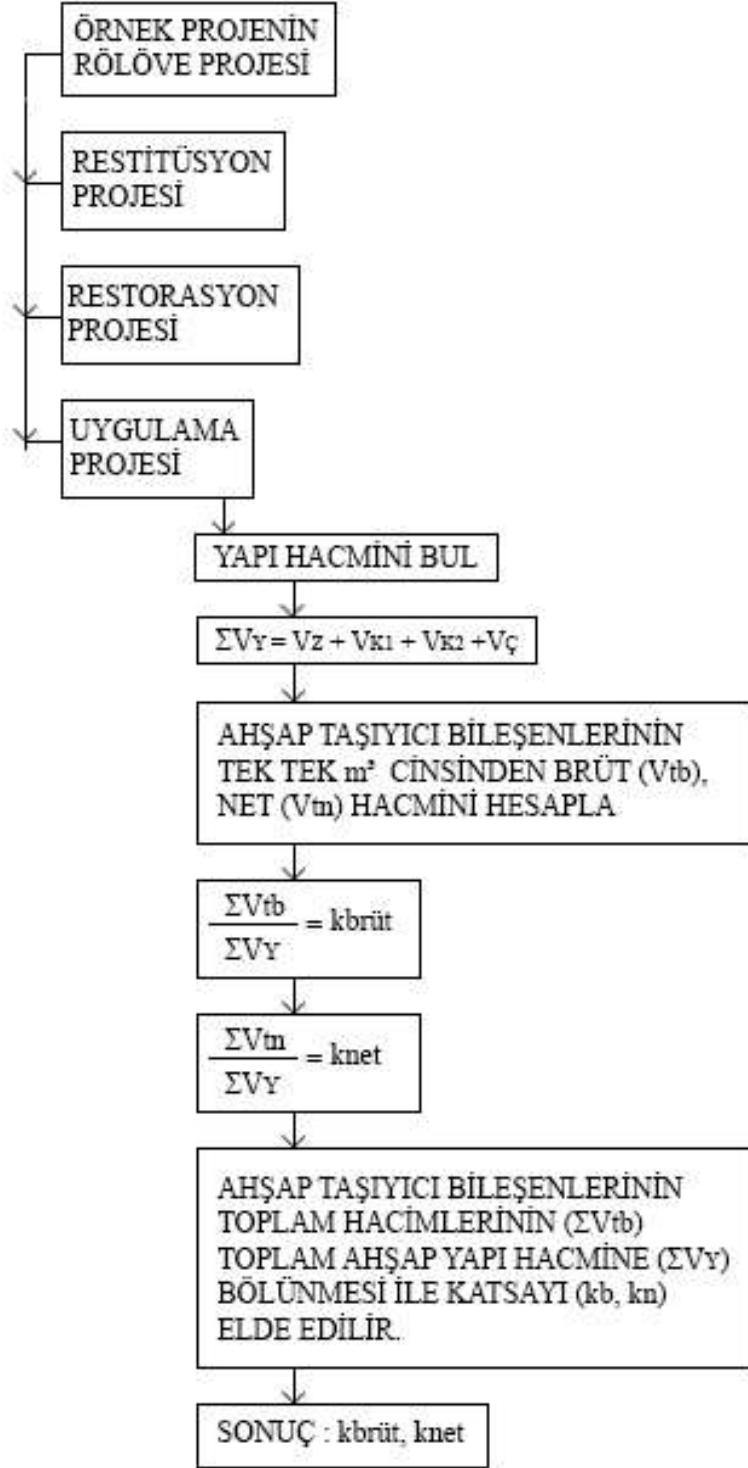 ÖRNEK PROJENİN
RÖLÖVE PROJESİ
RESTİTÜSYON
PROJESİ
RESTORASYON
PROJESİ
UYGULAMA
PROJESİ
YAPI HACMİNİ BUL
ΣVY = VZ + VK1 + VK2 +VÇ
AHŞAP TAŞIYICI BİLEŞENLERİNİN
TEK TEK m³ CİNSİNDEN BRÜT (Vtb),
NET (Vtn) HACMİNİ HESAPLA
ΣVtb
ΣVY
= kbrüt
ΣVtn
ΣVY
= knet
AHŞAP TAŞIYICI BİLEŞENLERİNİN
TOPLAM HACİMLERİNİN (ΣVtb)
TOPLAM AHŞAP YAPI HACMİNE (ΣVY)
BÖLÜNMESİ İLE KATSAYI (kb, kn)
ELDE EDİLİR.
SONUÇ : kbrüt, knet